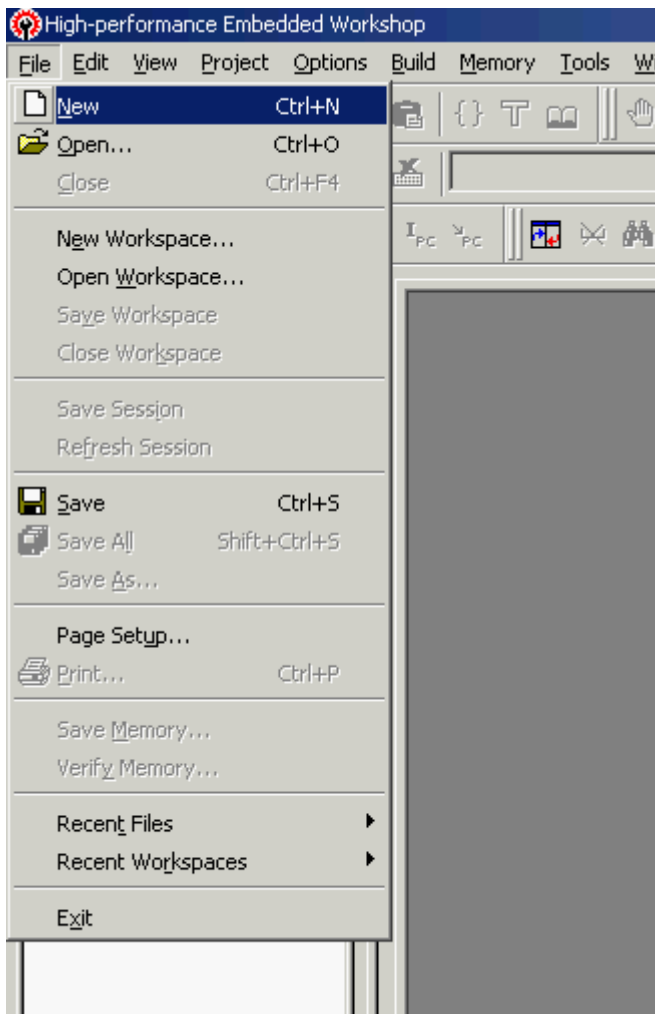 High-performance Embedded Workshop
File Edit View Project Options Build Memory Tools W
New Ctrl+N
Open... Ctrl+O
Close Ctrl+F4
New Workspace...
Open Workspace...
Save Workspace
Close Workspace
Save Session
Refresh Session
Save Ctrl+S
Save All Shift+Ctrl+S
Save As...
Page Setup...
Print... Ctrl+P
Save Memory...
Verify Memory...
Recent Files
Recent Workspaces
Exit
{} T
I PC PC